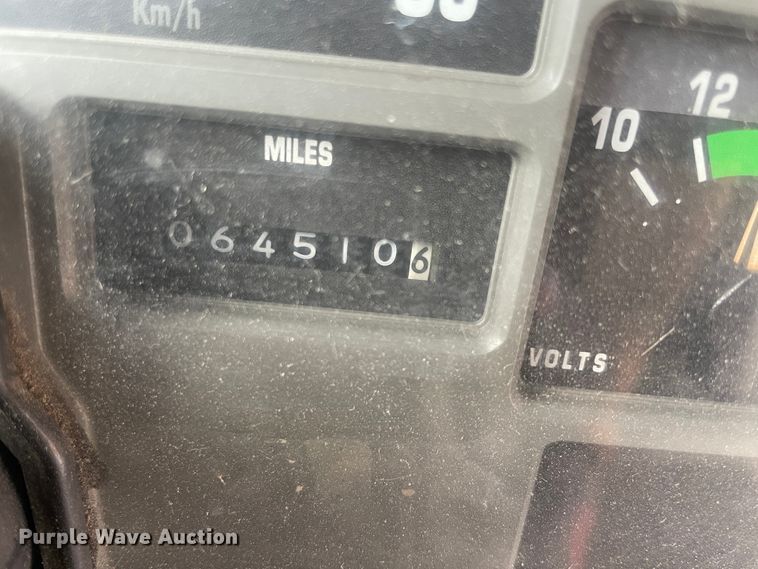 Km/h
MILES
0645106
10
12
VOLTS
Purple Wave Auction